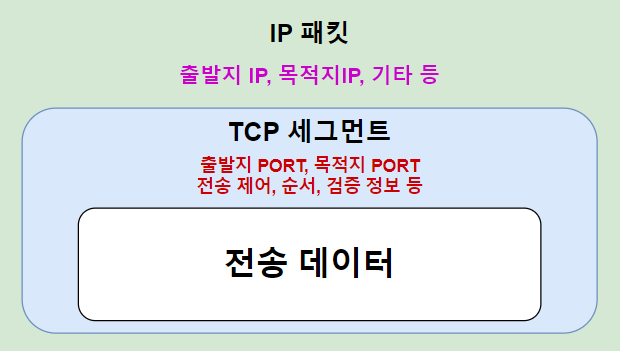 IP 패킷
출발지 IP, 목적지IP, 기타 등
TCP 세그먼트
출발지 PORT, 목적지 PORT
전송 제어, 순서, 검증 정보 등
전송 데이터